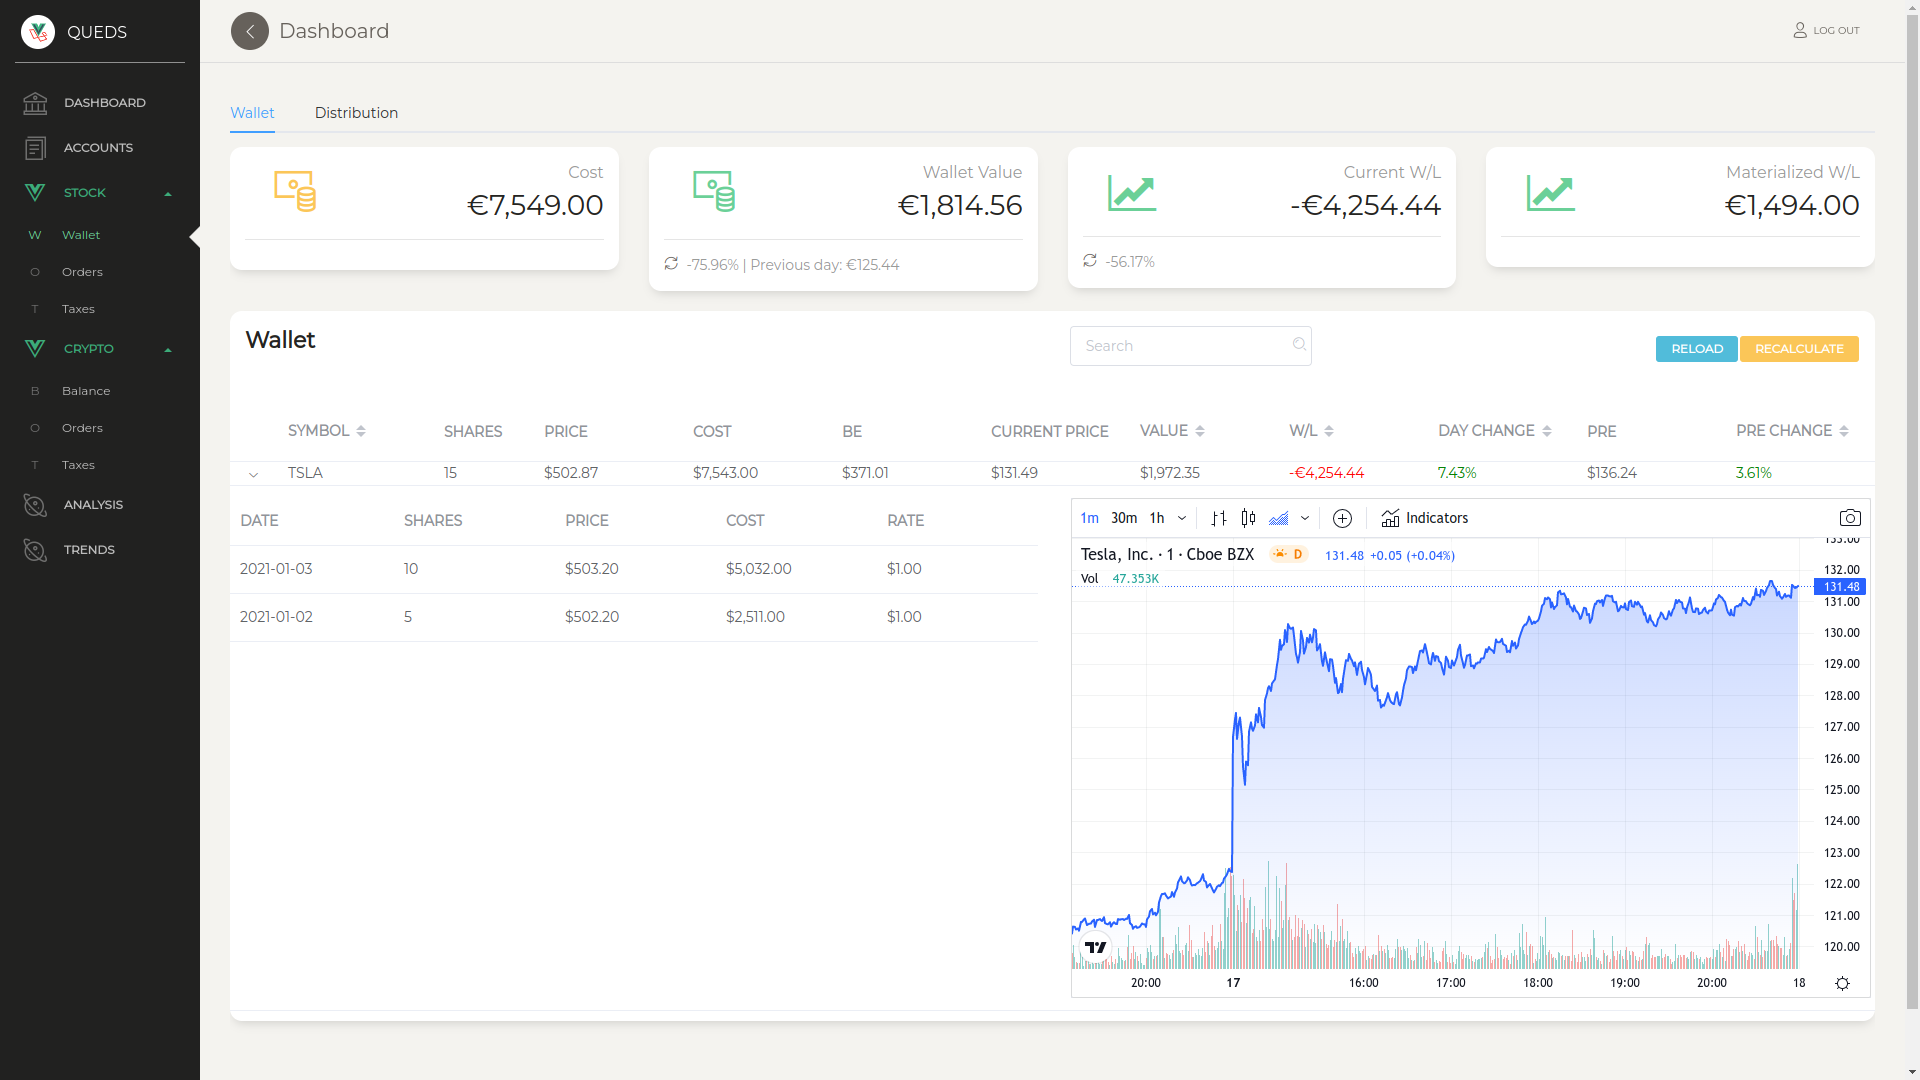 QUEDS
Dashboard
LOG OUT
DASHBOARD
ACCOUNTS
STOCK
W Wallet
O Orders
T Taxes
CRYPTO
B Balance
O Orders
T Taxes
ANALYSIS
TRENDS
Wallet Distribution
Cost
€7,549.00
Wallet Value
€1,814.56
-75.96% | Previous day: €125.44
Current W/L
-€4,254.44
-56.17%
Materialized W/L
€1,494.00
Wallet
Search
RELOAD RECALCULATE
SYMBOL SHARES PRICE COST BE CURRENT PRICE VALUE W/L DAY CHANGE PRE PRE CHANGE
TSLA 15 $502.87 $7,543.00 $371.01 $131.49 $1,972.35 -€4,254.44 7.43% $136.24 3.61%
DATE SHARES PRICE COST RATE
2021-01-03 10 $503.20 $5,032.00 $1.00
2021-01-02 5 $502.20 $2,511.00 $1.00
1m 30m 1h Indicators
Tesla, Inc. · 1 · Cboe BZX D 131.48 +0.05 (+0.04%)
Vol 47.353K
133.00
132.00
131.48
131.00
130.00
129.00
128.00
127.00
126.00
125.00
124.00
123.00
122.00
121.00
120.00
20:00 17 16:00 17:00 18:00 19:00 20:00 18